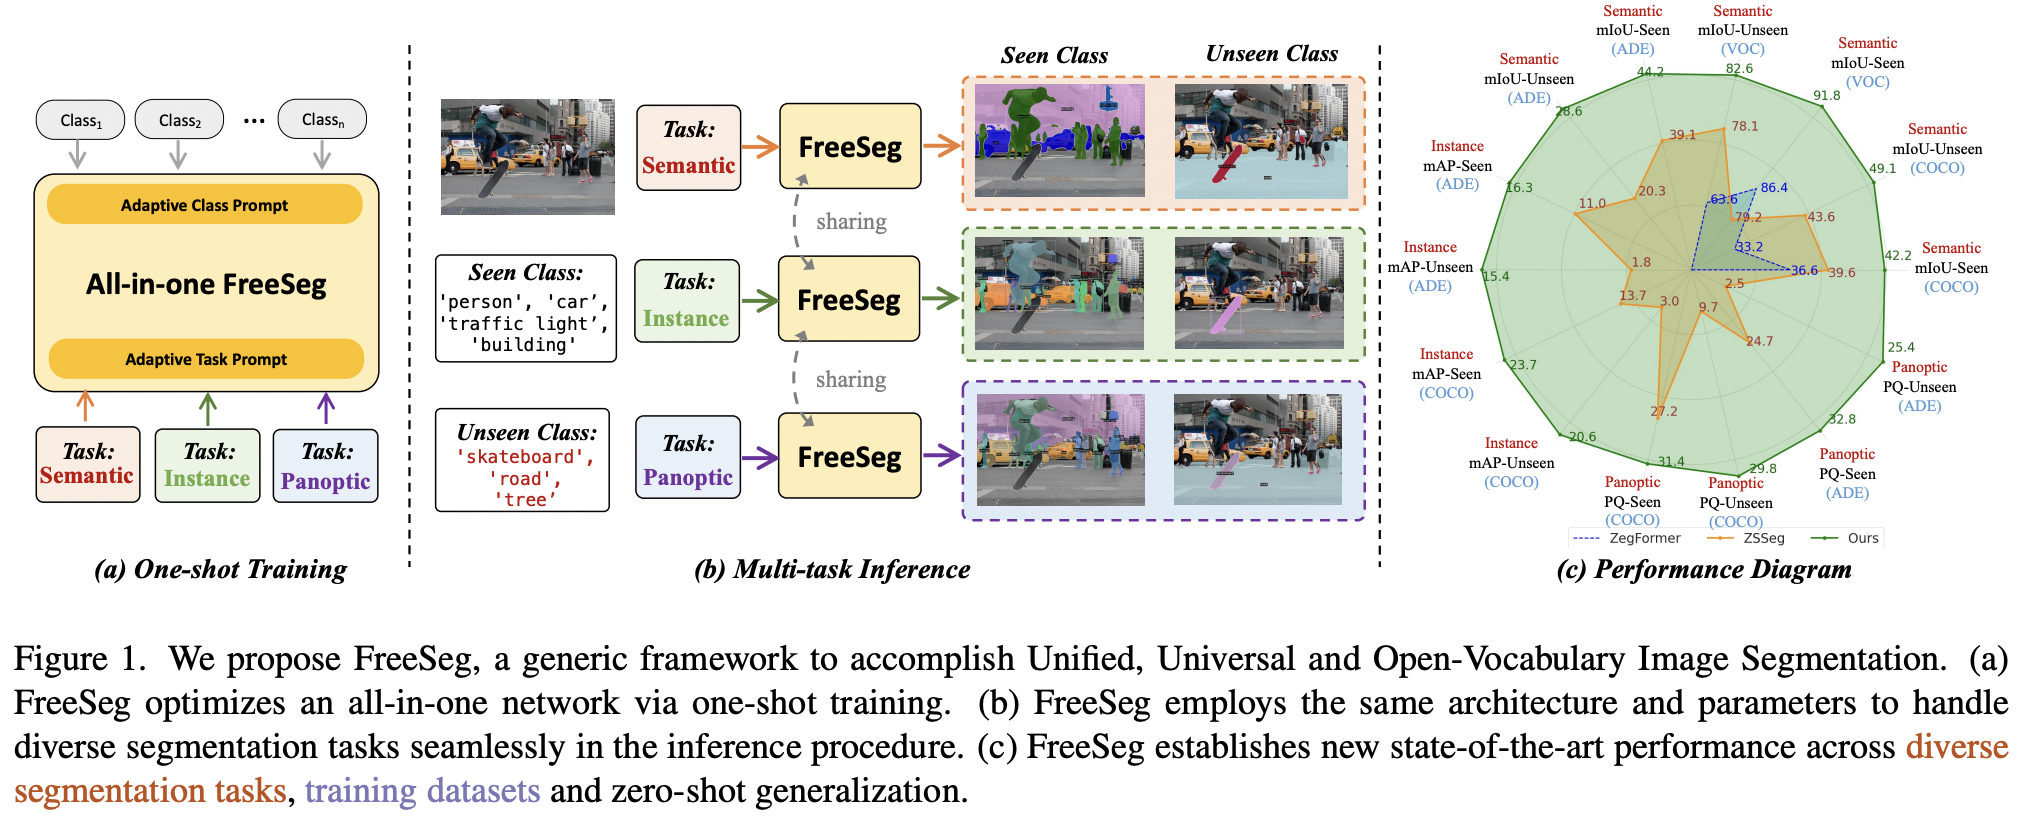 Class1
Class2
...
Classn
Adaptive Class Prompt
All-in-one FreeSeg
Adaptive Task Prompt
Task:
Semantic
Task:
Instance
Task:
Panoptic
(a) One-shot Training
Seen Class:
'person', 'car',
'traffic light',
'building'
Unseen Class:
'skateboard',
'road',
'tree'
Task:
Semantic
FreeSeg
sharing
Task:
Instance
FreeSeg
sharing
Task:
Panoptic
FreeSeg
Seen Class
Unseen Class
(b) Multi-task Inference
Semantic
mIoU-Seen
(ADE)
44.2
39.1
Semantic
mIoU-Unseen
(VOC)
82.6
78.1
63.6
Semantic
mIoU-Seen
(VOC)
91.8
86.4
79.2
Semantic
mIoU-Unseen
(COCO)
49.1
43.6
33.2
Semantic
mIoU-Seen
(COCO)
42.2
39.6
36.6
Panoptic
PQ-Unseen
(ADE)
25.4
2.5
Panoptic
PQ-Seen
(ADE)
32.8
24.7
Panoptic
PQ-Unseen
(COCO)
29.8
9.7
Panoptic
PQ-Seen
(COCO)
31.4
27.2
Instance
mAP-Unseen
(COCO)
20.6
3.0
Instance
mAP-Seen
(COCO)
23.7
13.7
Instance
mAP-Unseen
(ADE)
15.4
1.8
Instance
mAP-Seen
(ADE)
16.3
11.0
Semantic
mIoU-Unseen
(ADE)
28.6
20.3
ZegFormer
ZSSeg
Ours
(c) Performance Diagram
Figure 1. We propose FreeSeg, a generic framework to accomplish Unified, Universal and Open-Vocabulary Image Segmentation. (a)
FreeSeg optimizes an all-in-one network via one-shot training. (b) FreeSeg employs the same architecture and parameters to handle
diverse segmentation tasks seamlessly in the inference procedure. (c) FreeSeg establishes new state-of-the-art performance across diverse
segmentation tasks, training datasets and zero-shot generalization.